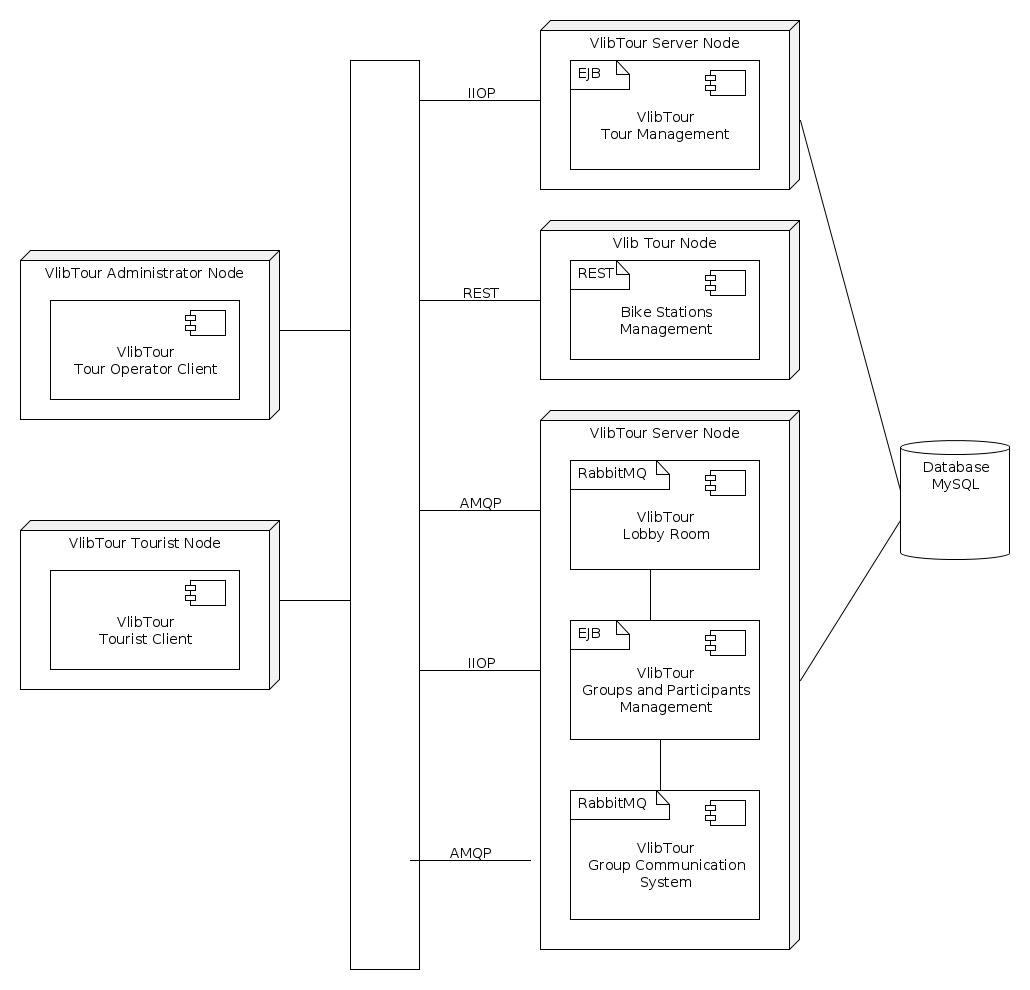 VlibTour Administrator Node
VlibTour
Tour Operator Client
VlibTour Tourist Node
VlibTour
Tourist Client
IIOP
REST
AMQP
IIOP
AMQP
VlibTour Server Node
EJB
VlibTour
Tour Management
Vlib Tour Node
REST
Bike Stations
Management
VlibTour Server Node
RabbitMQ
VlibTour
Lobby Room
EJB
VlibTour
Groups and Participants
Management
RabbitMQ
VlibTour
Group Communication
System
Database
MySQL